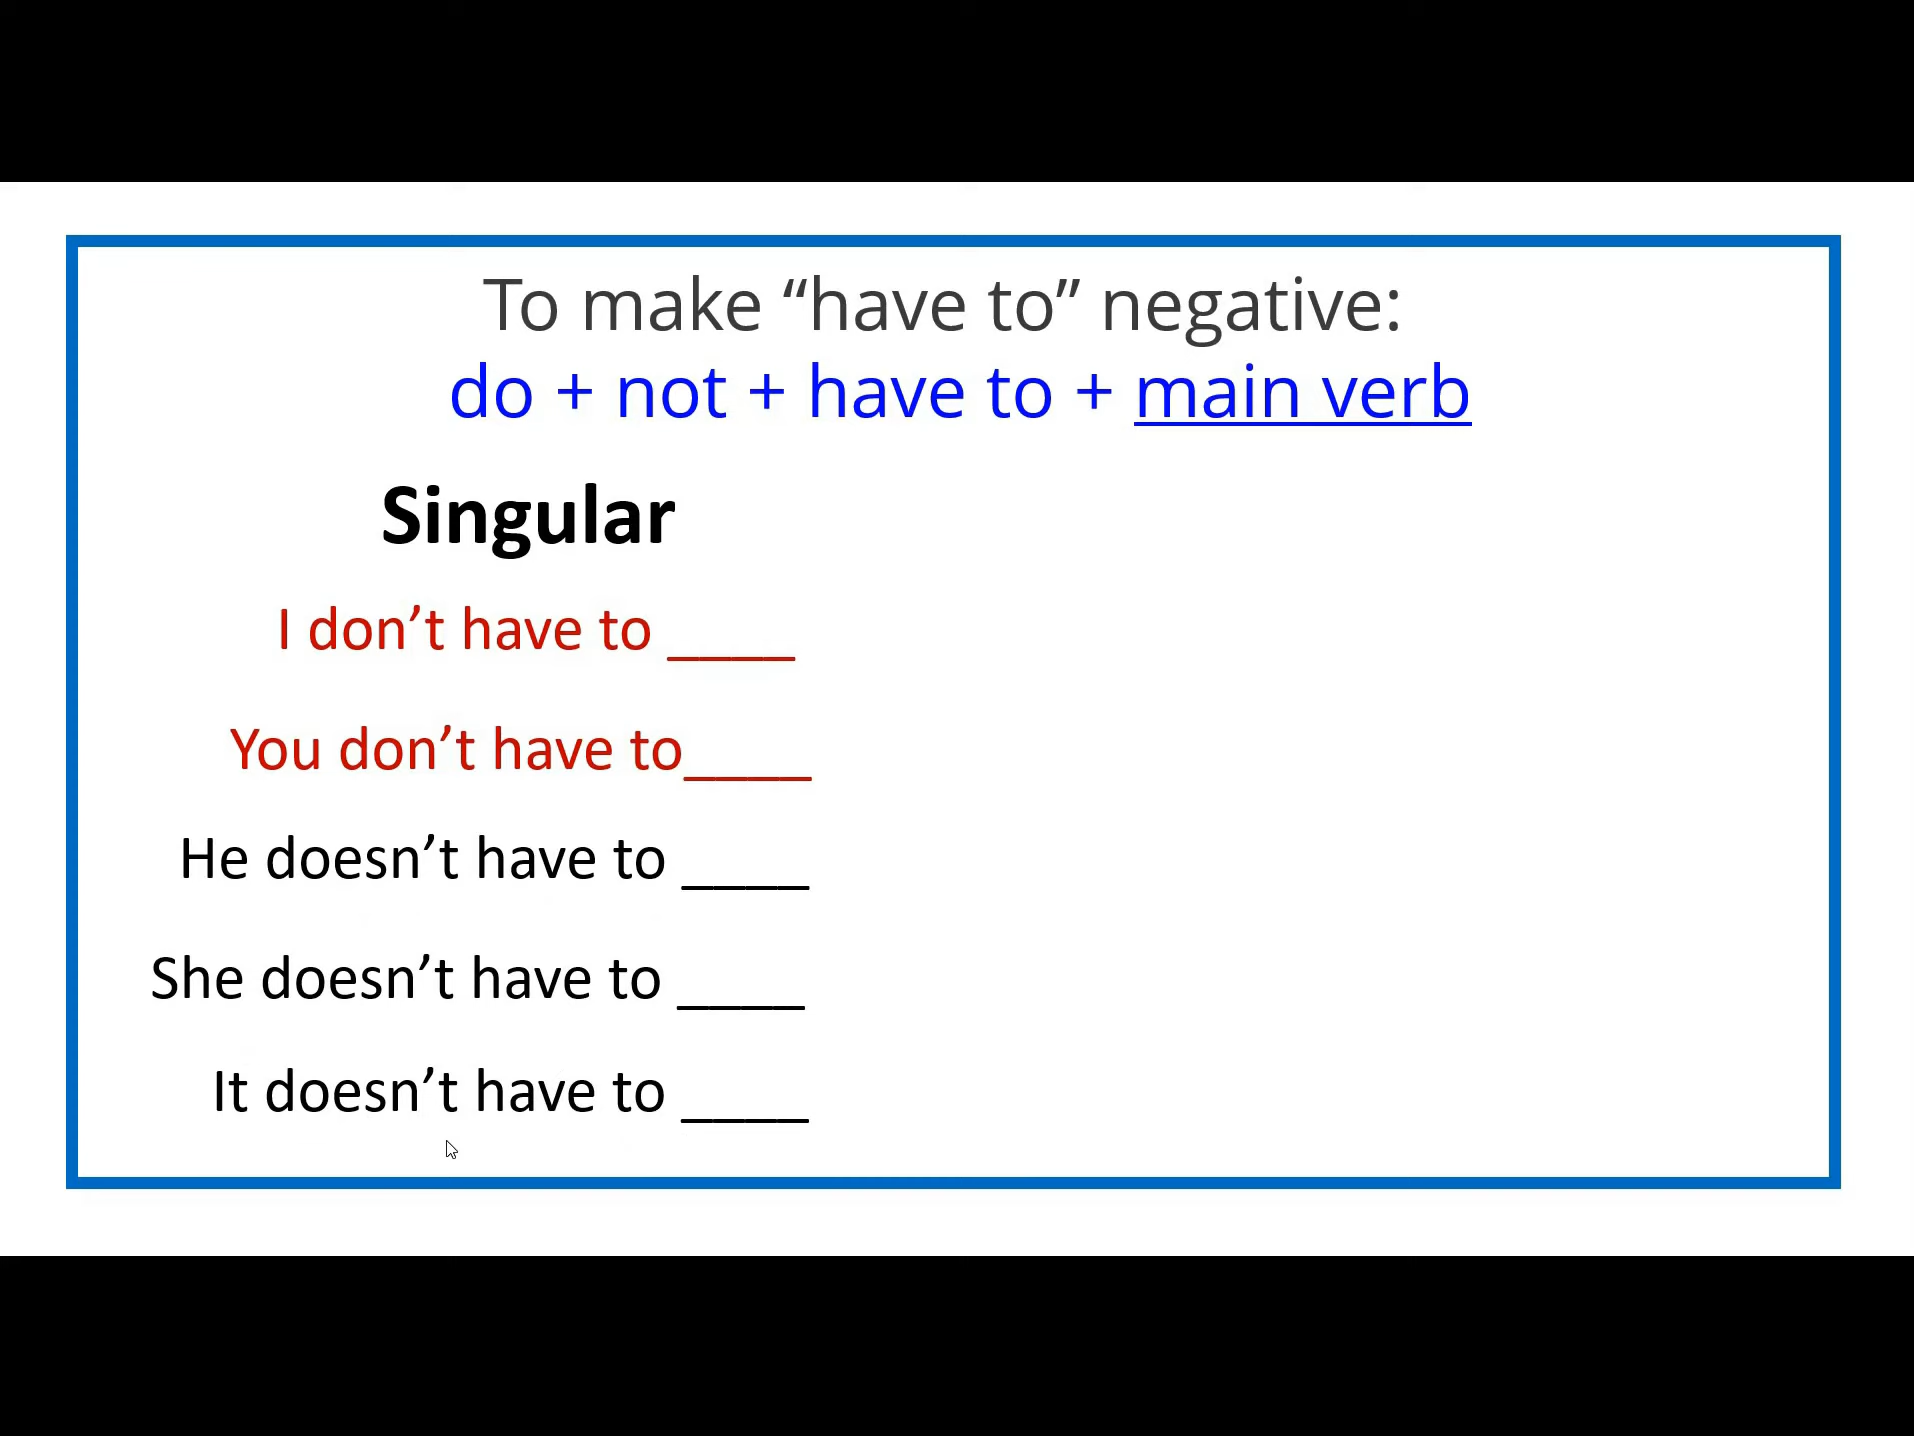 To make “have to” negative:
do + not + have to + main verb
Singular
I don’t have to ____
You don’t have to____
He doesn’t have to ____
She doesn’t have to ____
It doesn’t have to ____